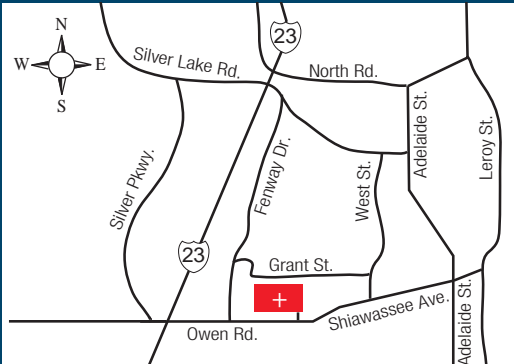 N
23
Silver Lake Rd.
North Rd.
W
E
S
Adelaide St.
Leroy St.
Silver Pkwy.
Fenway Dr.
West St.
23
Grant St.
Shiawassee Ave.
Owen Rd.
Adelaide St.